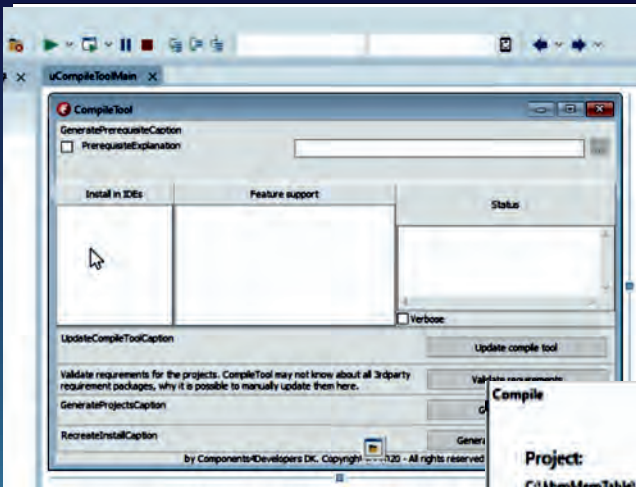 uCompileToolMain
CompileTool
GeneratePrerequisiteCaption
PrerequisiteExplanation
Install in IDEs
Feature support
Status
Verbose
UpdateCompileToolCaption
Update compile tool
Validate requirements for the projects. CompileTool may not know about all 3rdparty
requirement packages, why it is possible to manually update them here.
Validate requirements
GenerateProjectsCaption
G
RecreateInstallCaption
Genera
by Components4Developers DK. Copyright 120 - All rights reserved
Compile
Project: